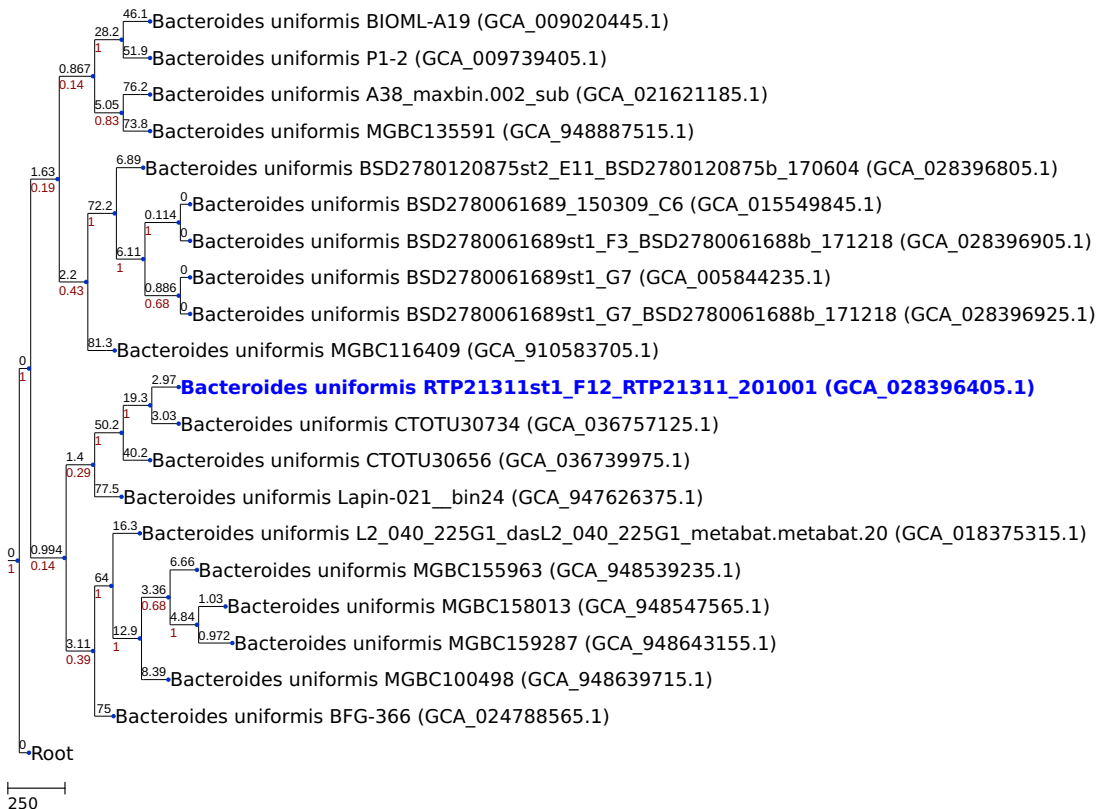 46.1 Bacteroides uniformis BIOML-A19 (GCA_009020445.1)
28.2
1
51.9 Bacteroides uniformis P1-2 (GCA_009739405.1)
0.867
0.14
76.2 Bacteroides uniformis A38_maxbin.002_sub (GCA_021621185.1)
5.05
0.83
73.8 Bacteroides uniformis MGBC135591 (GCA_948887515.1)
1.63
0.19
6.89 Bacteroides uniformis BSD2780120875st2_E11_BSD2780120875b_170604 (GCA_028396805.1)
72.2
1
0 Bacteroides uniformis BSD2780061689_150309_C6 (GCA_015549845.1)
0.114
1
0 Bacteroides uniformis BSD2780061689st1_F3_BSD2780061688b_171218 (GCA_028396905.1)
6.11
1
0 Bacteroides uniformis BSD2780061689st1_G7 (GCA_005844235.1)
2.2
0.43
0.886
0.68
0 Bacteroides uniformis BSD2780061689st1_G7_BSD2780061688b_171218 (GCA_028396925.1)
81.3 Bacteroides uniformis MGBC116409 (GCA_910583705.1)
0
1
2.97 Bacteroides uniformis RTP21311st1_F12_RTP21311_201001 (GCA_028396405.1)
19.3
1
3.03 Bacteroides uniformis CTOTU30734 (GCA_036757125.1)
50.2
1
40.2 Bacteroides uniformis CTOTU30656 (GCA_036739975.1)
1.4
0.29
77.5 Bacteroides uniformis Lapin-021__bin24 (GCA_947626375.1)
16.3 Bacteroides uniformis L2_040_225G1_dasL2_040_225G1_metabat.metabat.20 (GCA_018375315.1)
0
1
0.994
0.14
6.66 Bacteroides uniformis MGBC155963 (GCA_948539235.1)
64
1
3.36
0.68
1.03 Bacteroides uniformis MGBC158013 (GCA_948547565.1)
4.84
1
12.9
1
0.972 Bacteroides uniformis MGBC159287 (GCA_948643155.1)
3.11
0.39
8.39 Bacteroides uniformis MGBC100498 (GCA_948639715.1)
75 Bacteroides uniformis BFG-366 (GCA_024788565.1)
0 Root
250